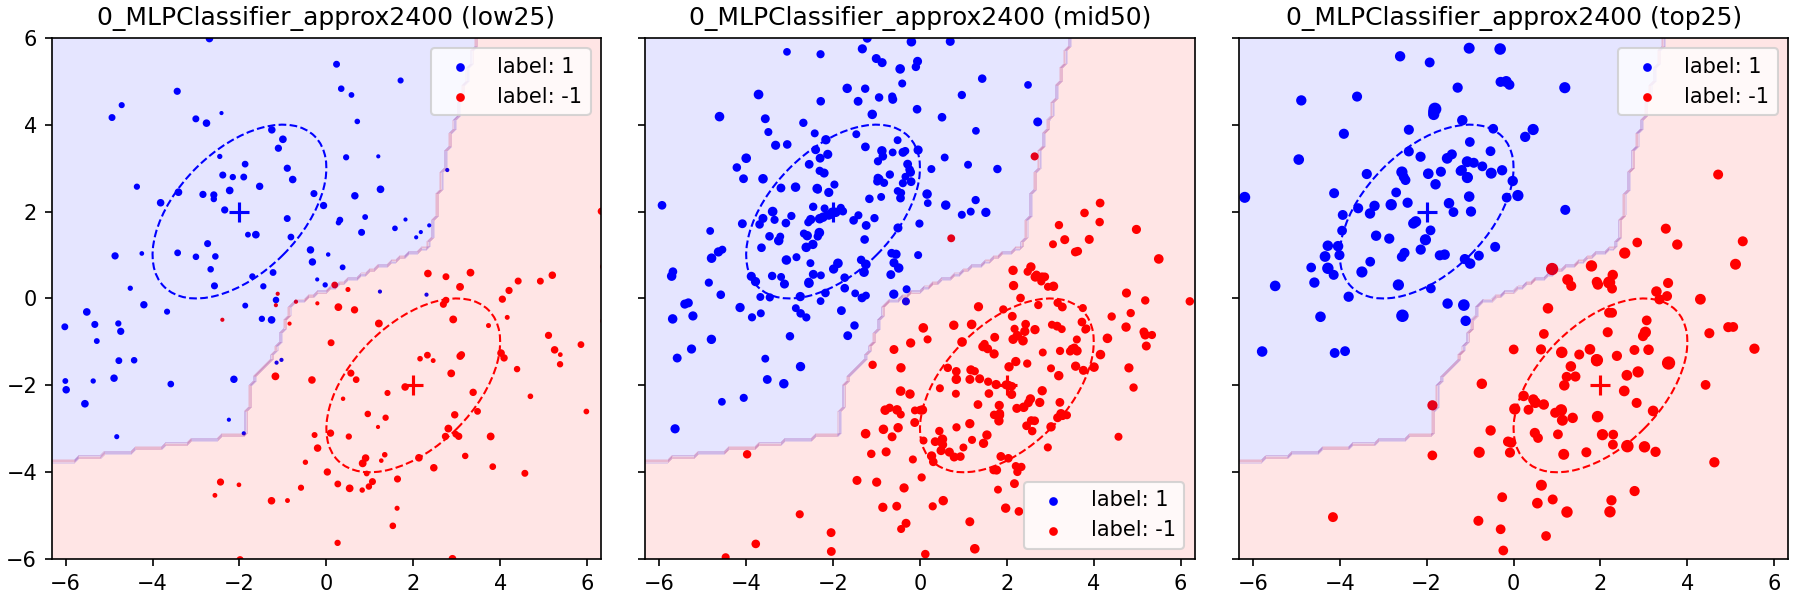 0_MLPClassifier_approx2400 (low25)
0_MLPClassifier_approx2400 (mid50)
0_MLPClassifier_approx2400 (top25)
label: 1
label: -1
label: 1
label: -1
label: 1
label: -1
6
4
2
0
−2
−4
−6
−6 −4 −2 0 2 4 6
−6 −4 −2 0 2 4 6
−6 −4 −2 0 2 4 6